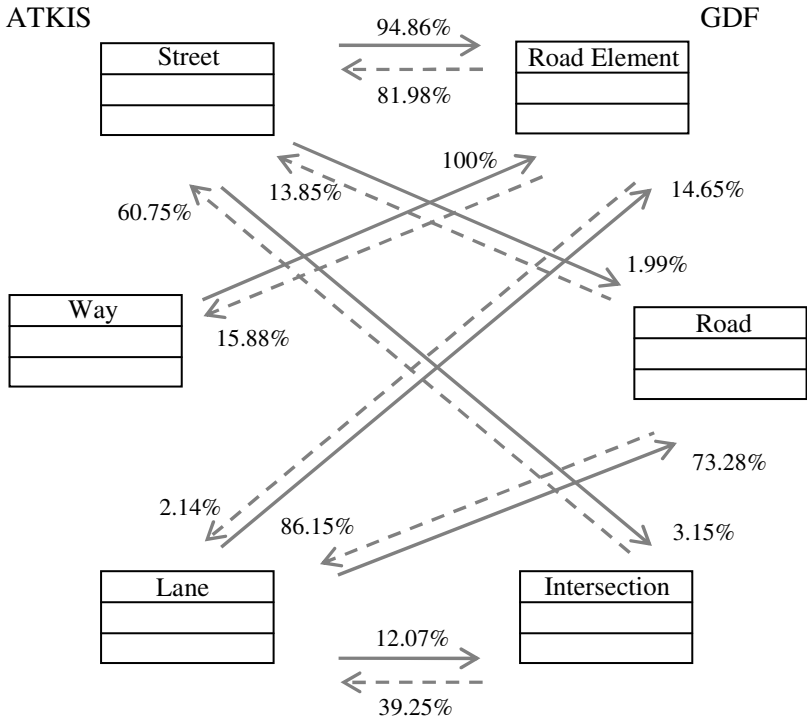 ATKIS
GDF
94.86%
Street
Road Element
81.98%
100%
13.85%
14.65%
60.75%
1.99%
Way
Road
15.88%
73.28%
2.14%
86.15%
3.15%
Lane
Intersection
12.07%
39.25%